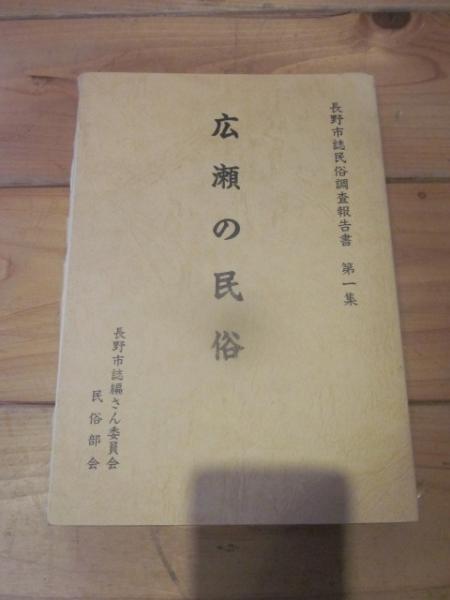 長野市誌民俗調査報告書 第一集
広瀬の民俗
長野市誌編さん委員会
民俗部会